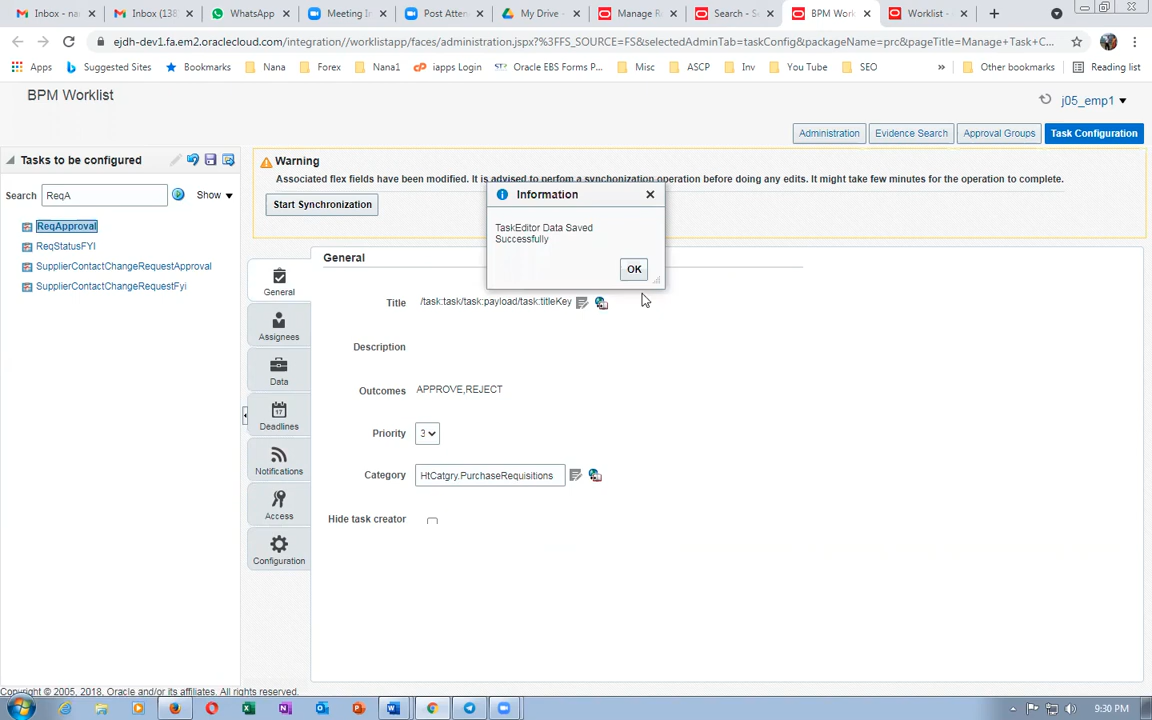 Inbox - nan
Inbox (138
WhatsApp
Meeting In
Post Atten
My Drive -
Manage R
Search - S
BPM Work
Worklist -
ejdh-dev1.fa.em2.oraclecloud.com/integration//worklistapp/faces/administration.jspx?%3FFS_SOURCE=FS&selectedAdminTab=taskConfig&packageName=prc&pageTitle=Manage+Task+C...
Apps
Suggested Sites
Bookmarks
Nana
Forex
Nana1
iapps Login
Oracle EBS Forms P...
Misc
ASCP
Inv
You Tube
SEO
»
Other bookmarks
Reading list
BPM Worklist
j05_emp1
Administration
Evidence Search
Approval Groups
Task Configuration
Tasks to be configured
Search
ReqA
Show
ReqApproval
ReqStatusFYI
SupplierContactChangeRequestApproval
SupplierContactChangeRequestFyi
Warning
Associated flex fields have been modified. It is advised to perfom a synchronization operation before doing any edits. It might take few minutes for the operation to complete.
Start Synchronization
Information
TaskEditor Data Saved
Successfully
OK
General
Assignees
Data
17
Deadlines
Notifications
Access
Configuration
General
Title
/task:task/task:payload/task:titleKey
Description
Outcomes
APPROVE,REJECT
Priority
3
Category
HtCatgry.PurchaseRequisitions
Hide task creator
Copyright © 2005, 2018, Oracle and/or its affiliates. All rights reserved.
9:30 PM